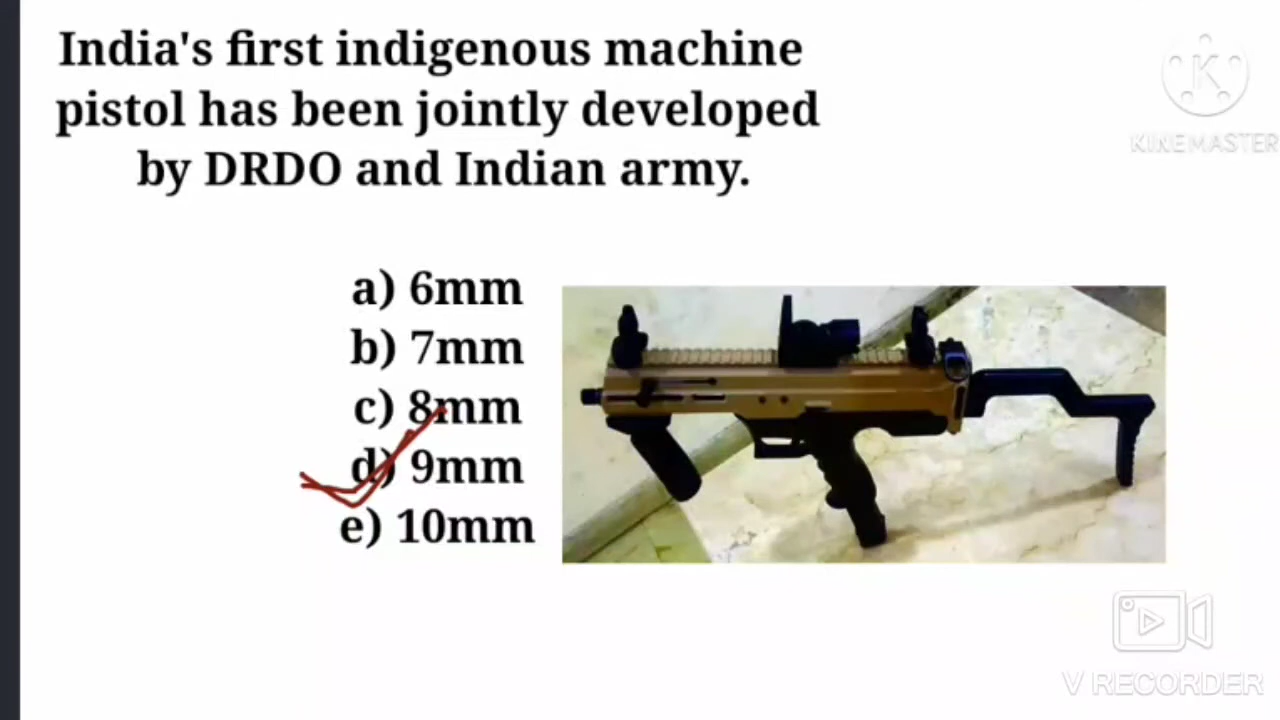 India's first indigenous machine
pistol has been jointly developed
by DRDO and Indian army.
K
KINEMASTER
a) 6mm
b) 7mm
c) 8mm
d) 9mm
e) 10mm
V RECORDER